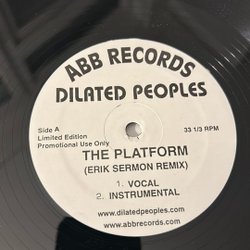 ABB RECORDS
DILATED PEOPLES
Side A
Limited Edition
Promotional Use Only
33 1/3 RPM
THE PLATFORM
(ERIK SERMON REMIX)
1. VOCAL
2. INSTRUMENTAL
www.dilatedpeoples.com
www.abbrecords.com